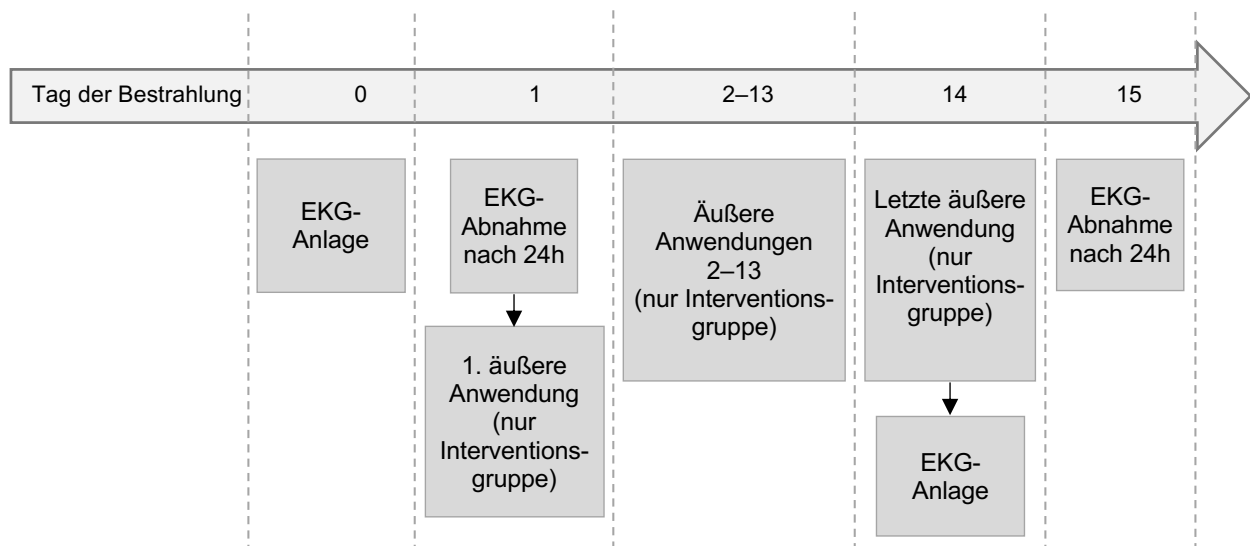 Tag der Bestrahlung 0 1 2–13 14 15
EKG-
Anlage
EKG-
Abnahme
nach 24h
1. äußere
Anwendung
(nur
Interventions-
gruppe)
Äußere
Anwendungen
2–13
(nur Interventions-
gruppe)
Letzte äußere
Anwendung
(nur
Interventions-
gruppe)
EKG-
Anlage
EKG-
Abnahme
nach 24h